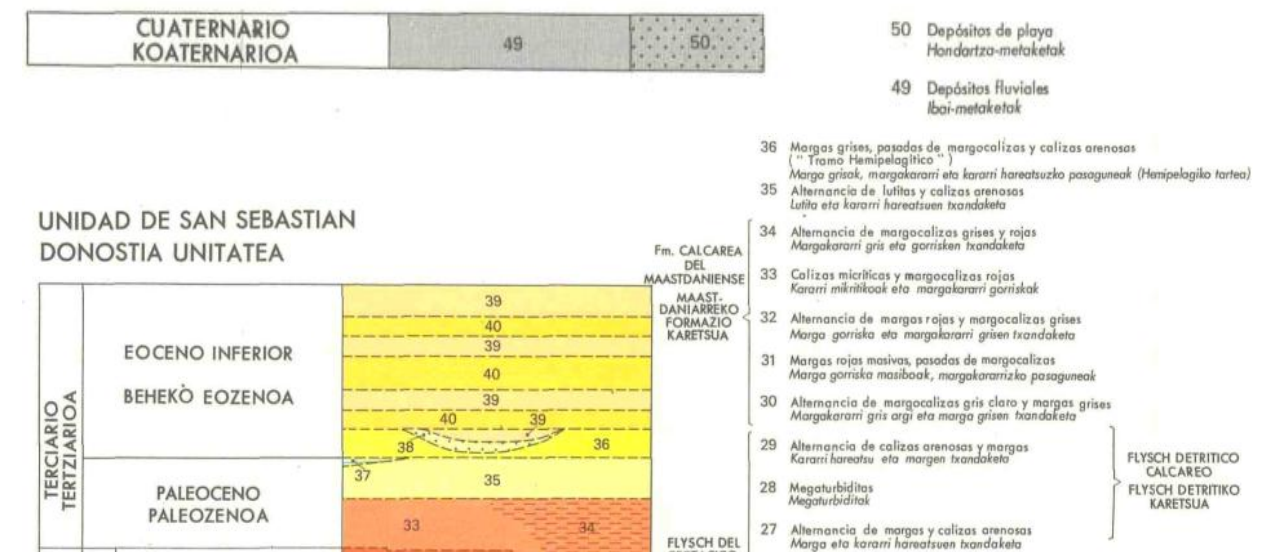 CUATERNARIO
KOATERNARIOA
49
50
50 Depósitos de playa
Hondartza-metaketak
49 Depósitos fluviales
Ibai-metaketak
UNIDAD DE SAN SEBASTIAN
DONOSTIA UNITATEA
TERCIARIO
TERTZIARIOA
EOCENO INFERIOR
BEHEKO EOZENOA
PALEOCENO
PALEOZENOA
39
40
39
40
39
40 39
38 36
37
35
33 34
36 Margas grises, pasadas de margocalizas y calizas arenosas
("Tramo Hemipelagítico")
Marga grisak, margakararri eta kararri hareatsuzko pasaguneak (Hemipelagiko tartea)
35 Alternancia de lutitas y calizas arenosas
Lutita eta kararri hareatsuen txandaketa
Fm. CALCAREA
DEL
MAASTDANIENSE
MAAST-
DANIARREKO
FORMAZIO
KARETSUA
34 Alternancia de margocalizas grises y rojas
Margakararri gris eta gorrisken txandaketa
33 Calizas micríticas y margocalizas rojas
Kararri mikritikoak eta margakararri gorriskak
32 Alternancia de margas rojas y margocalizas grises
Marga gorriska eta margakararri grisen txandaketa
31 Margas rojas masivas, pasadas de margocalizas
Marga gorriska masiboak, margakararrizko pasaguneak
30 Alternancia de margocalizas gris claro y margas grises
Margakararri gris argi eta marga grisen txandaketa
29 Alternancia de calizas arenosas y margas
Kararri hareatsu eta margen txandaketa
28 Megaturbiditas
Megaturbiditak
27 Alternancia de margas y calizas arenosas
Marga eta kararri hareatsuen txandaketa
FLYSCH DETRITICO
CALCAREO
FLYSCH DETRITIKO
KARETSUA
FLYSCH DEL